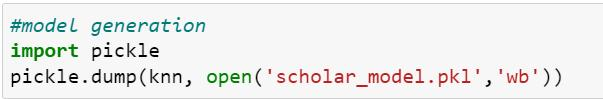 #model generation
import pickle
pickle.dump(knn, open('scholar_model.pkl','wb'))